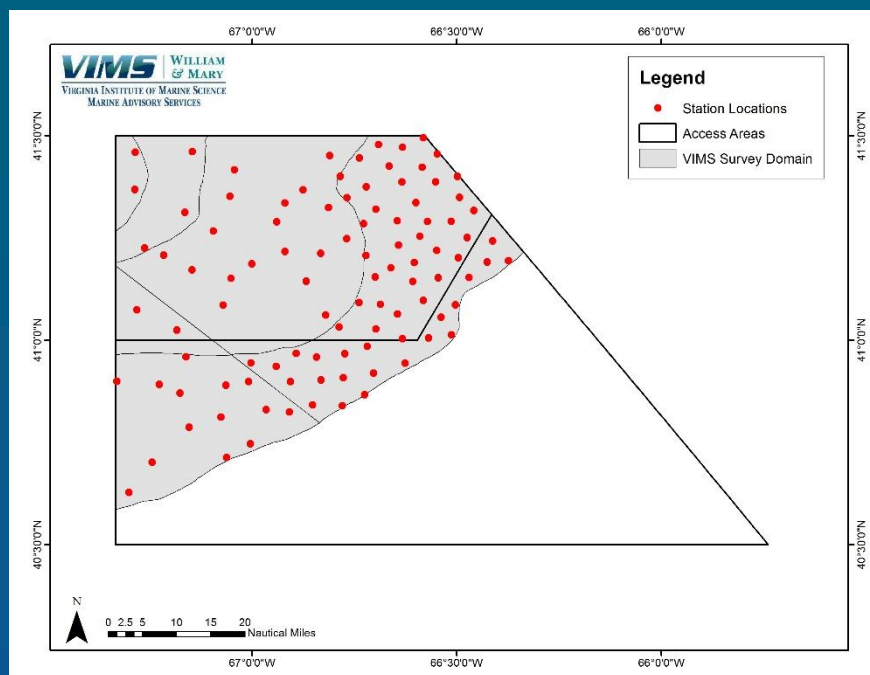 67°0'0"W 66°30'0"W 66°0'0"W
VIMS WILLIAM
& MARY
VIRGINIA INSTITUTE OF MARINE SCIENCE
MARINE ADVISORY SERVICES
Legend
Station Locations
Access Areas
VIMS Survey Domain
41°30'0"N 41°30'0"N
41°0'0"N 41°0'0"N
40°30'0"N 40°30'0"N
N
0 2.5 5 10 15 20
Nautical Miles
67°0'0"W 66°30'0"W 66°0'0"W